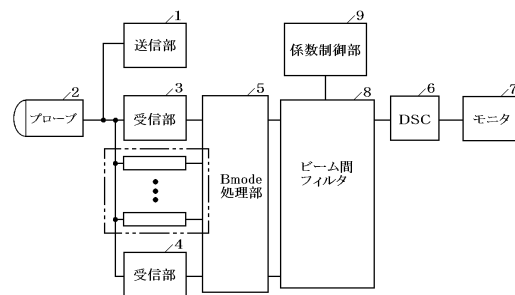 1
送信部
9
係数制御部
2
プローブ
3
受信部
5
Bmode
処理部
8
ビーム間
フィルタ
6
DSC
7
モニタ
4
受信部